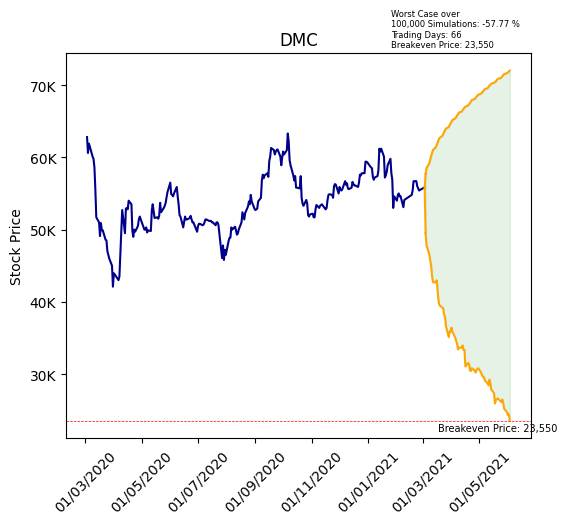 Worst Case over
100,000 Simulations: -57.77 %
Trading Days: 66
Breakeven Price: 23,550
DMC
Stock Price
70K
60K
50K
40K
30K
Breakeven Price: 23,550
01/03/2020
01/05/2020
01/07/2020
01/09/2020
01/11/2020
01/01/2021
01/03/2021
01/05/2021